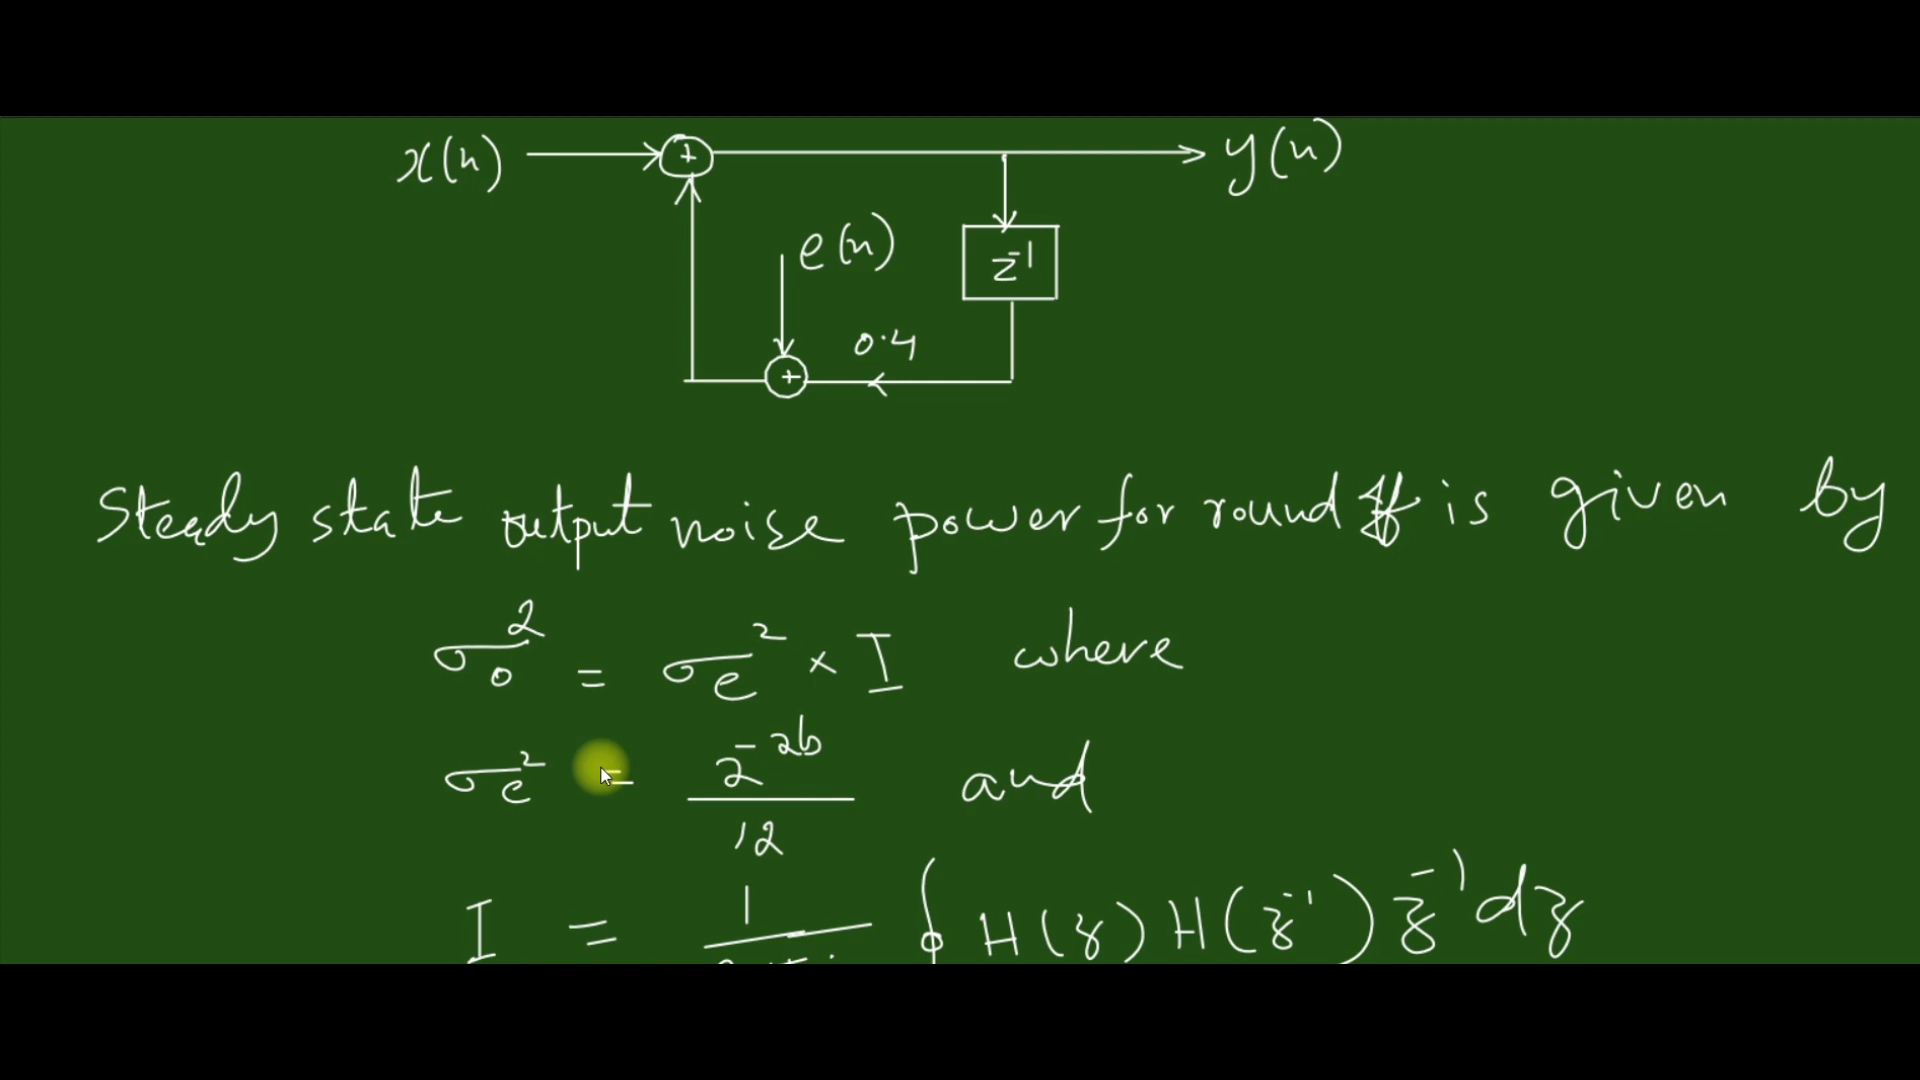 x(n) + y(n)
e(n) z⁻¹
0.4
+
Steady state output noise power for round is given by
σ₀² = σₑ² × I where
σₑ² = 2⁻²ᵇ / 12 and
I = 1 ∮ H(z) H(z⁻¹) z⁻¹ dz